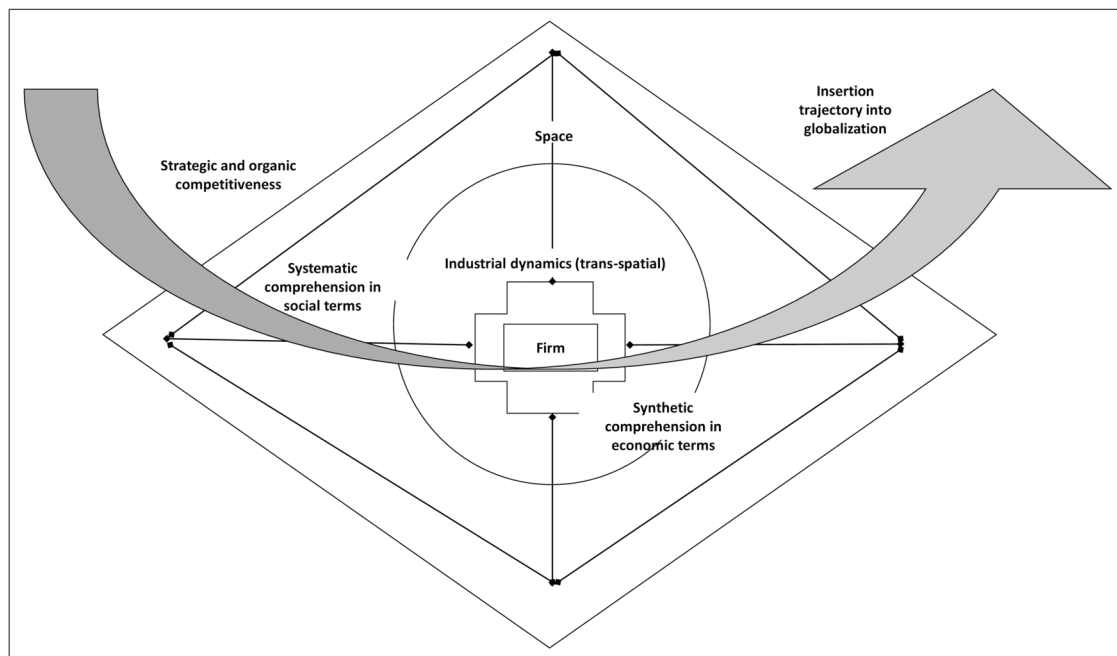 Insertion
trajectory into
globalization
Space
Strategic and organic
competitiveness
Industrial dynamics (trans-spatial)
Systematic
comprehension in
social terms
Firm
Synthetic
comprehension in
economic terms